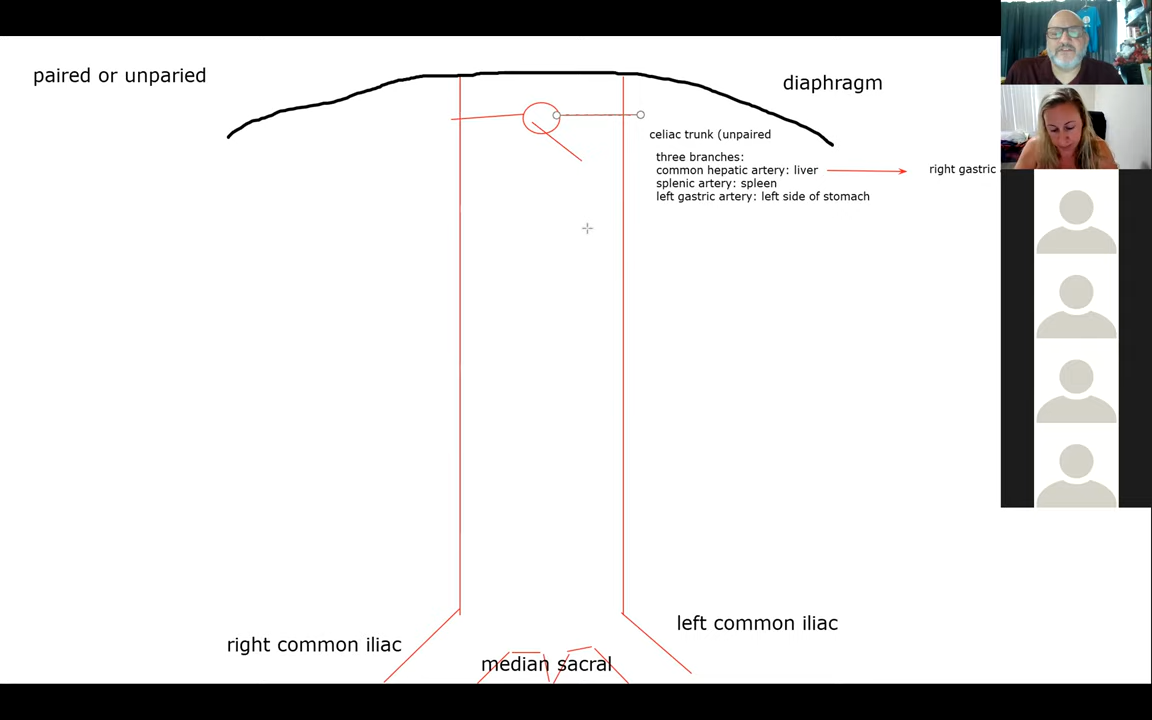 paired or unparied
diaphragm
celiac trunk (unpaired
three branches:
common hepatic artery: liver
right gastric
splenic artery: spleen
left gastric artery: left side of stomach
left common iliac
right common iliac
median sacral